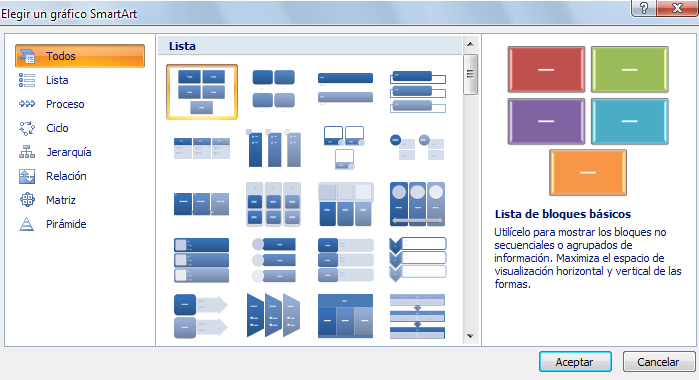 Elegir un gráfico SmartArt
Todos
Lista
Proceso
Ciclo
Jerarquía
Relación
Matriz
Pirámide
Lista
Lista de bloques básicos
Utilícelo para mostrar los bloques no
secuenciales o agrupados de
información. Maximiza el espacio de
visualización horizontal y vertical de las
formas.
Aceptar
Cancelar